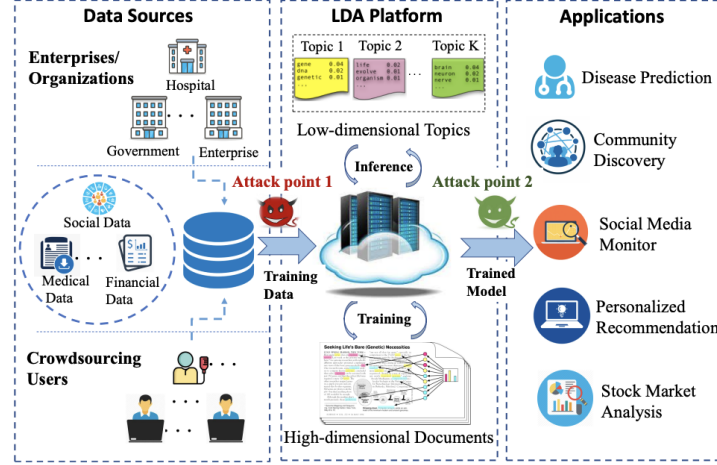 Data Sources
LDA Platform
Applications
Enterprises/
Organizations
Hospital
Government
Enterprise
Social Data
Medical
Data
Financial
Data
Crowdsourcing
Users
Attack point 1
Training
Data
Topic 1
Topic 2
Topic K
gene 0.04
dna 0.02
genetic 0.01
...
life 0.02
evolve 0.01
organism 0.01
...
brain 0.04
neuron 0.02
nerve 0.01
...
Low-dimensional Topics
Inference
Training
Seeking Life's Bare (Genetic) Necessities
High-dimensional Documents
Attack point 2
Trained
Model
Disease Prediction
Community
Discovery
Social Media
Monitor
Personalized
Recommendation
Stock Market
Analysis